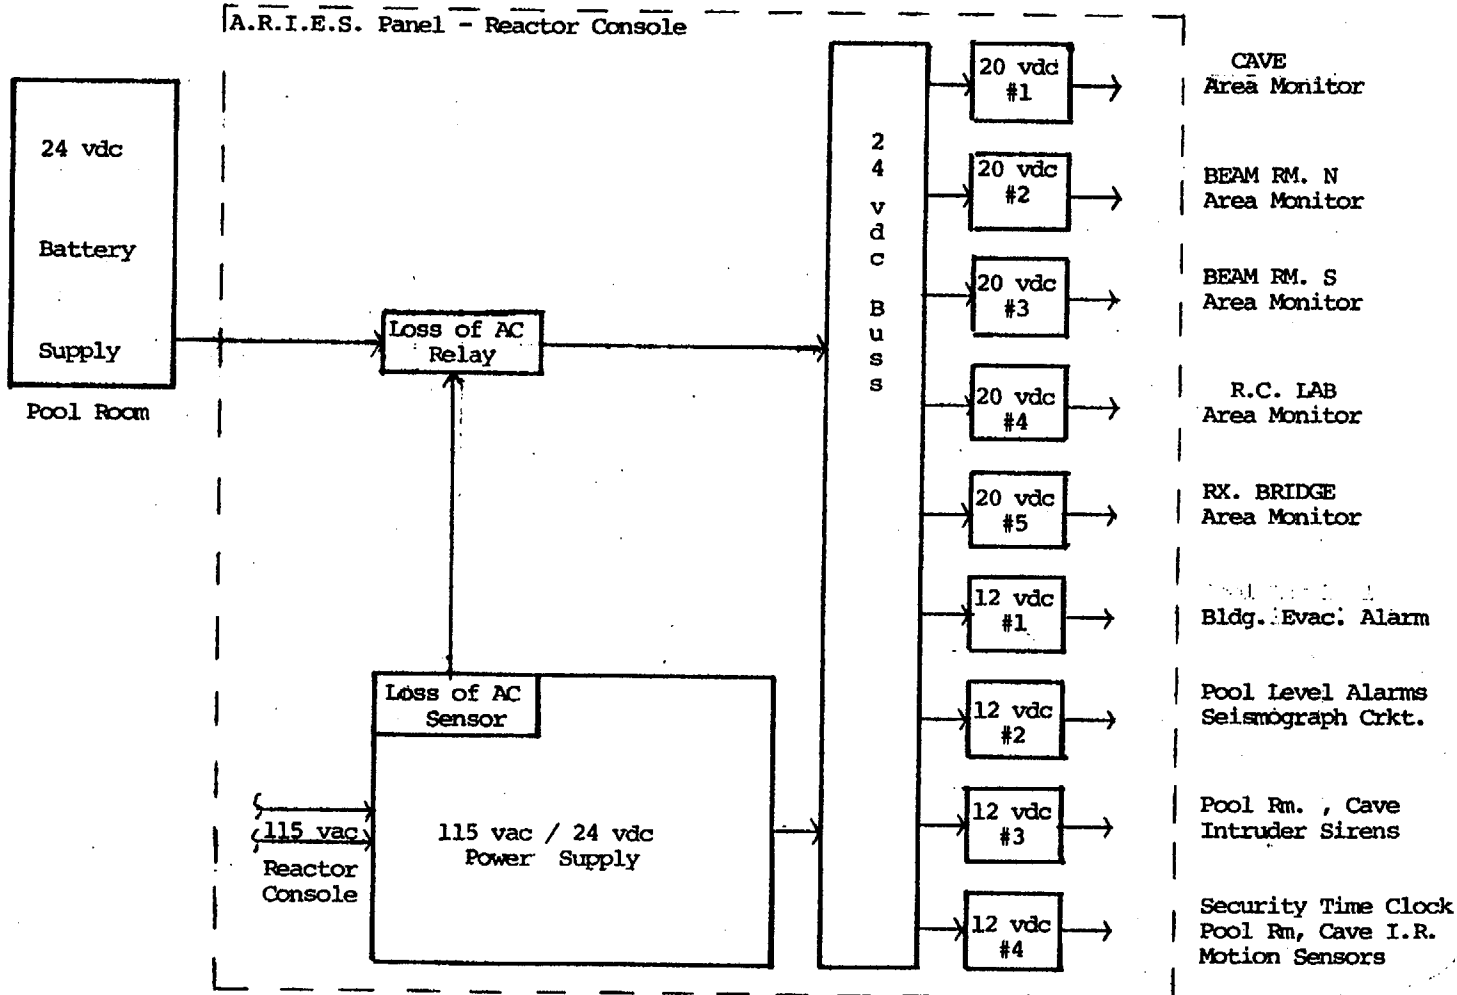 A.R.I.E.S. Panel - Reactor Console
24 vdc
Battery
Supply
Pool Room
Loss of AC
Relay
Loss of AC
Sensor
115 vac
Reactor
Console
115 vac / 24 vdc
Power Supply
24 vdc Buss
20 vdc
#1
CAVE
Area Monitor
20 vdc
#2
BEAM RM. N
Area Monitor
20 vdc
#3
BEAM RM. S
Area Monitor
20 vdc
#4
R.C. LAB
Area Monitor
20 vdc
#5
RX. BRIDGE
Area Monitor
12 vdc
#1
Bldg. Evac. Alarm
12 vdc
#2
Pool Level Alarms
Seismograph Crkt.
12 vdc
#3
Pool Rm. , Cave
Intruder Sirens
12 vdc
#4
Security Time Clock
Pool Rm, Cave I.R.
Motion Sensors